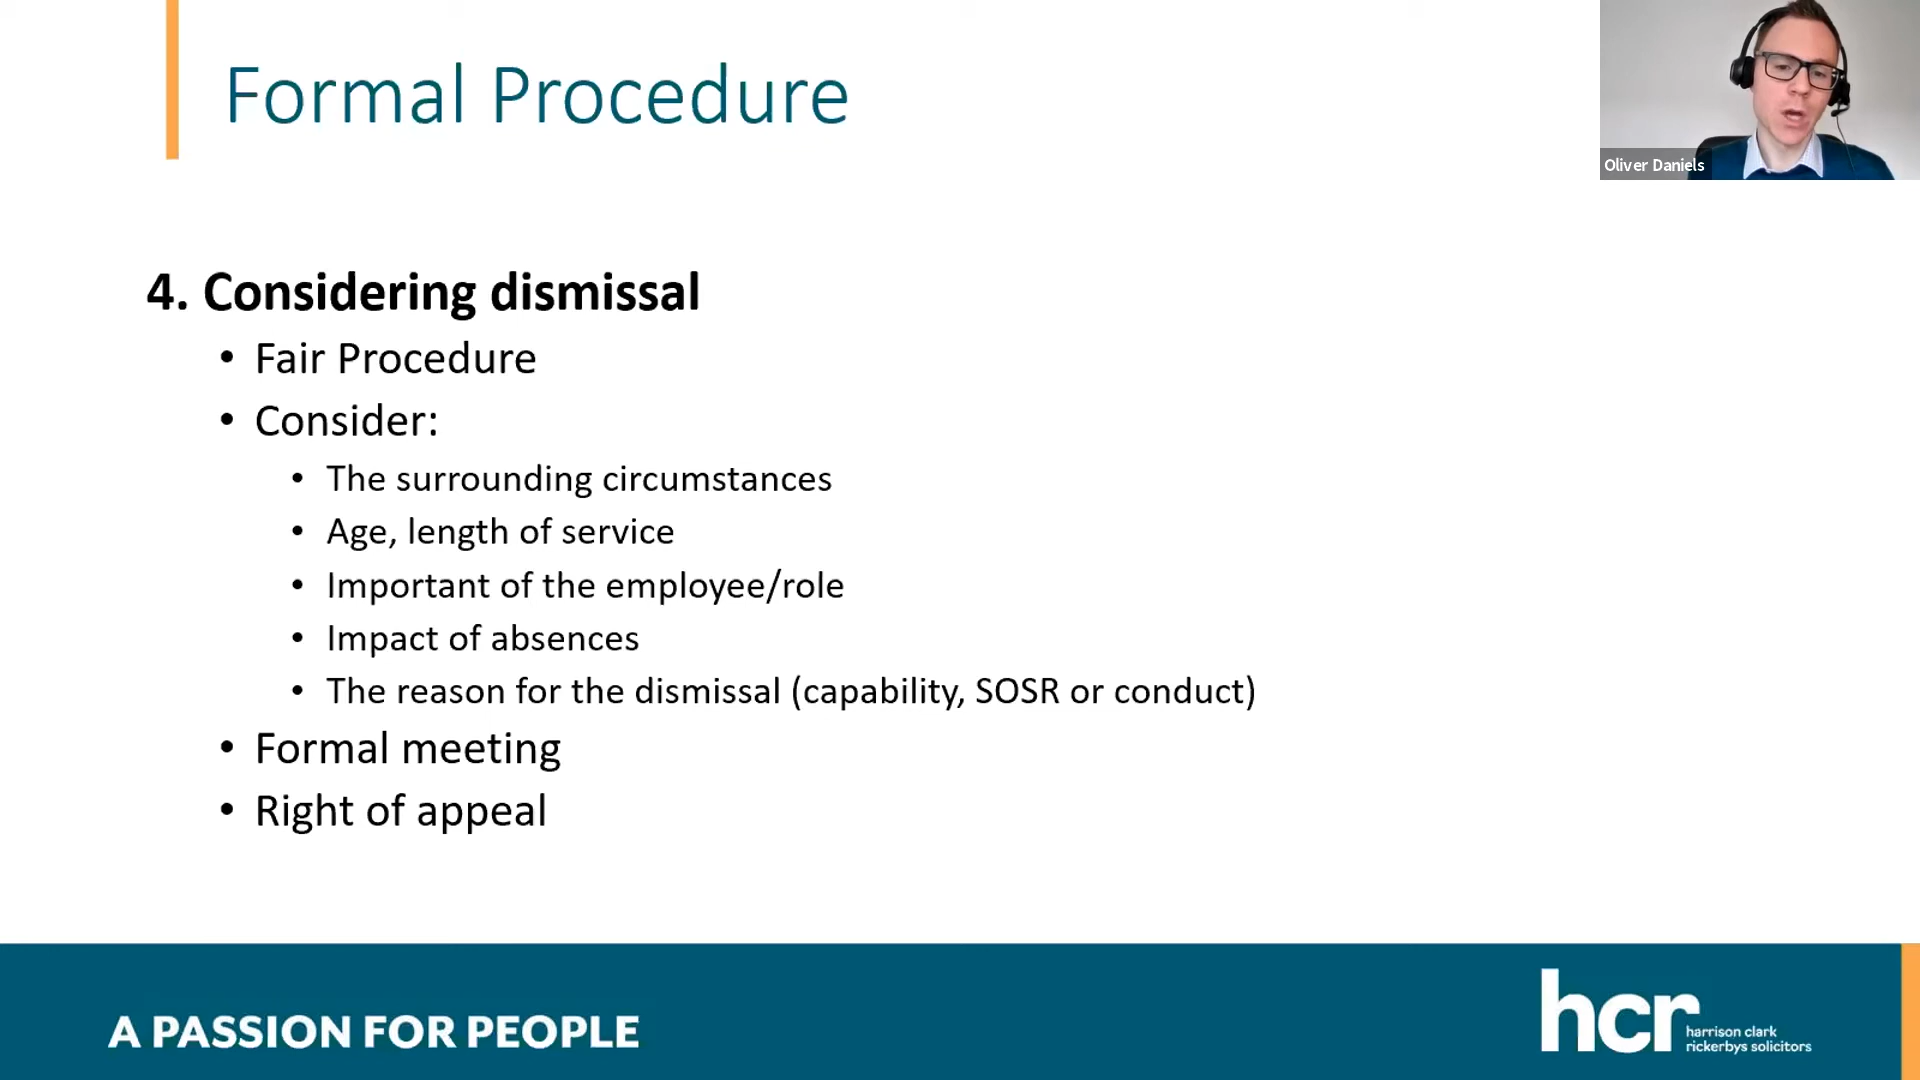 Formal Procedure
Oliver Daniels
4. Considering dismissal
• Fair Procedure
• Consider:
• The surrounding circumstances
• Age, length of service
• Important of the employee/role
• Impact of absences
• The reason for the dismissal (capability, SOSR or conduct)
• Formal meeting
• Right of appeal
A PASSION FOR PEOPLE
hcr
harrison clark
rickerbys solicitors